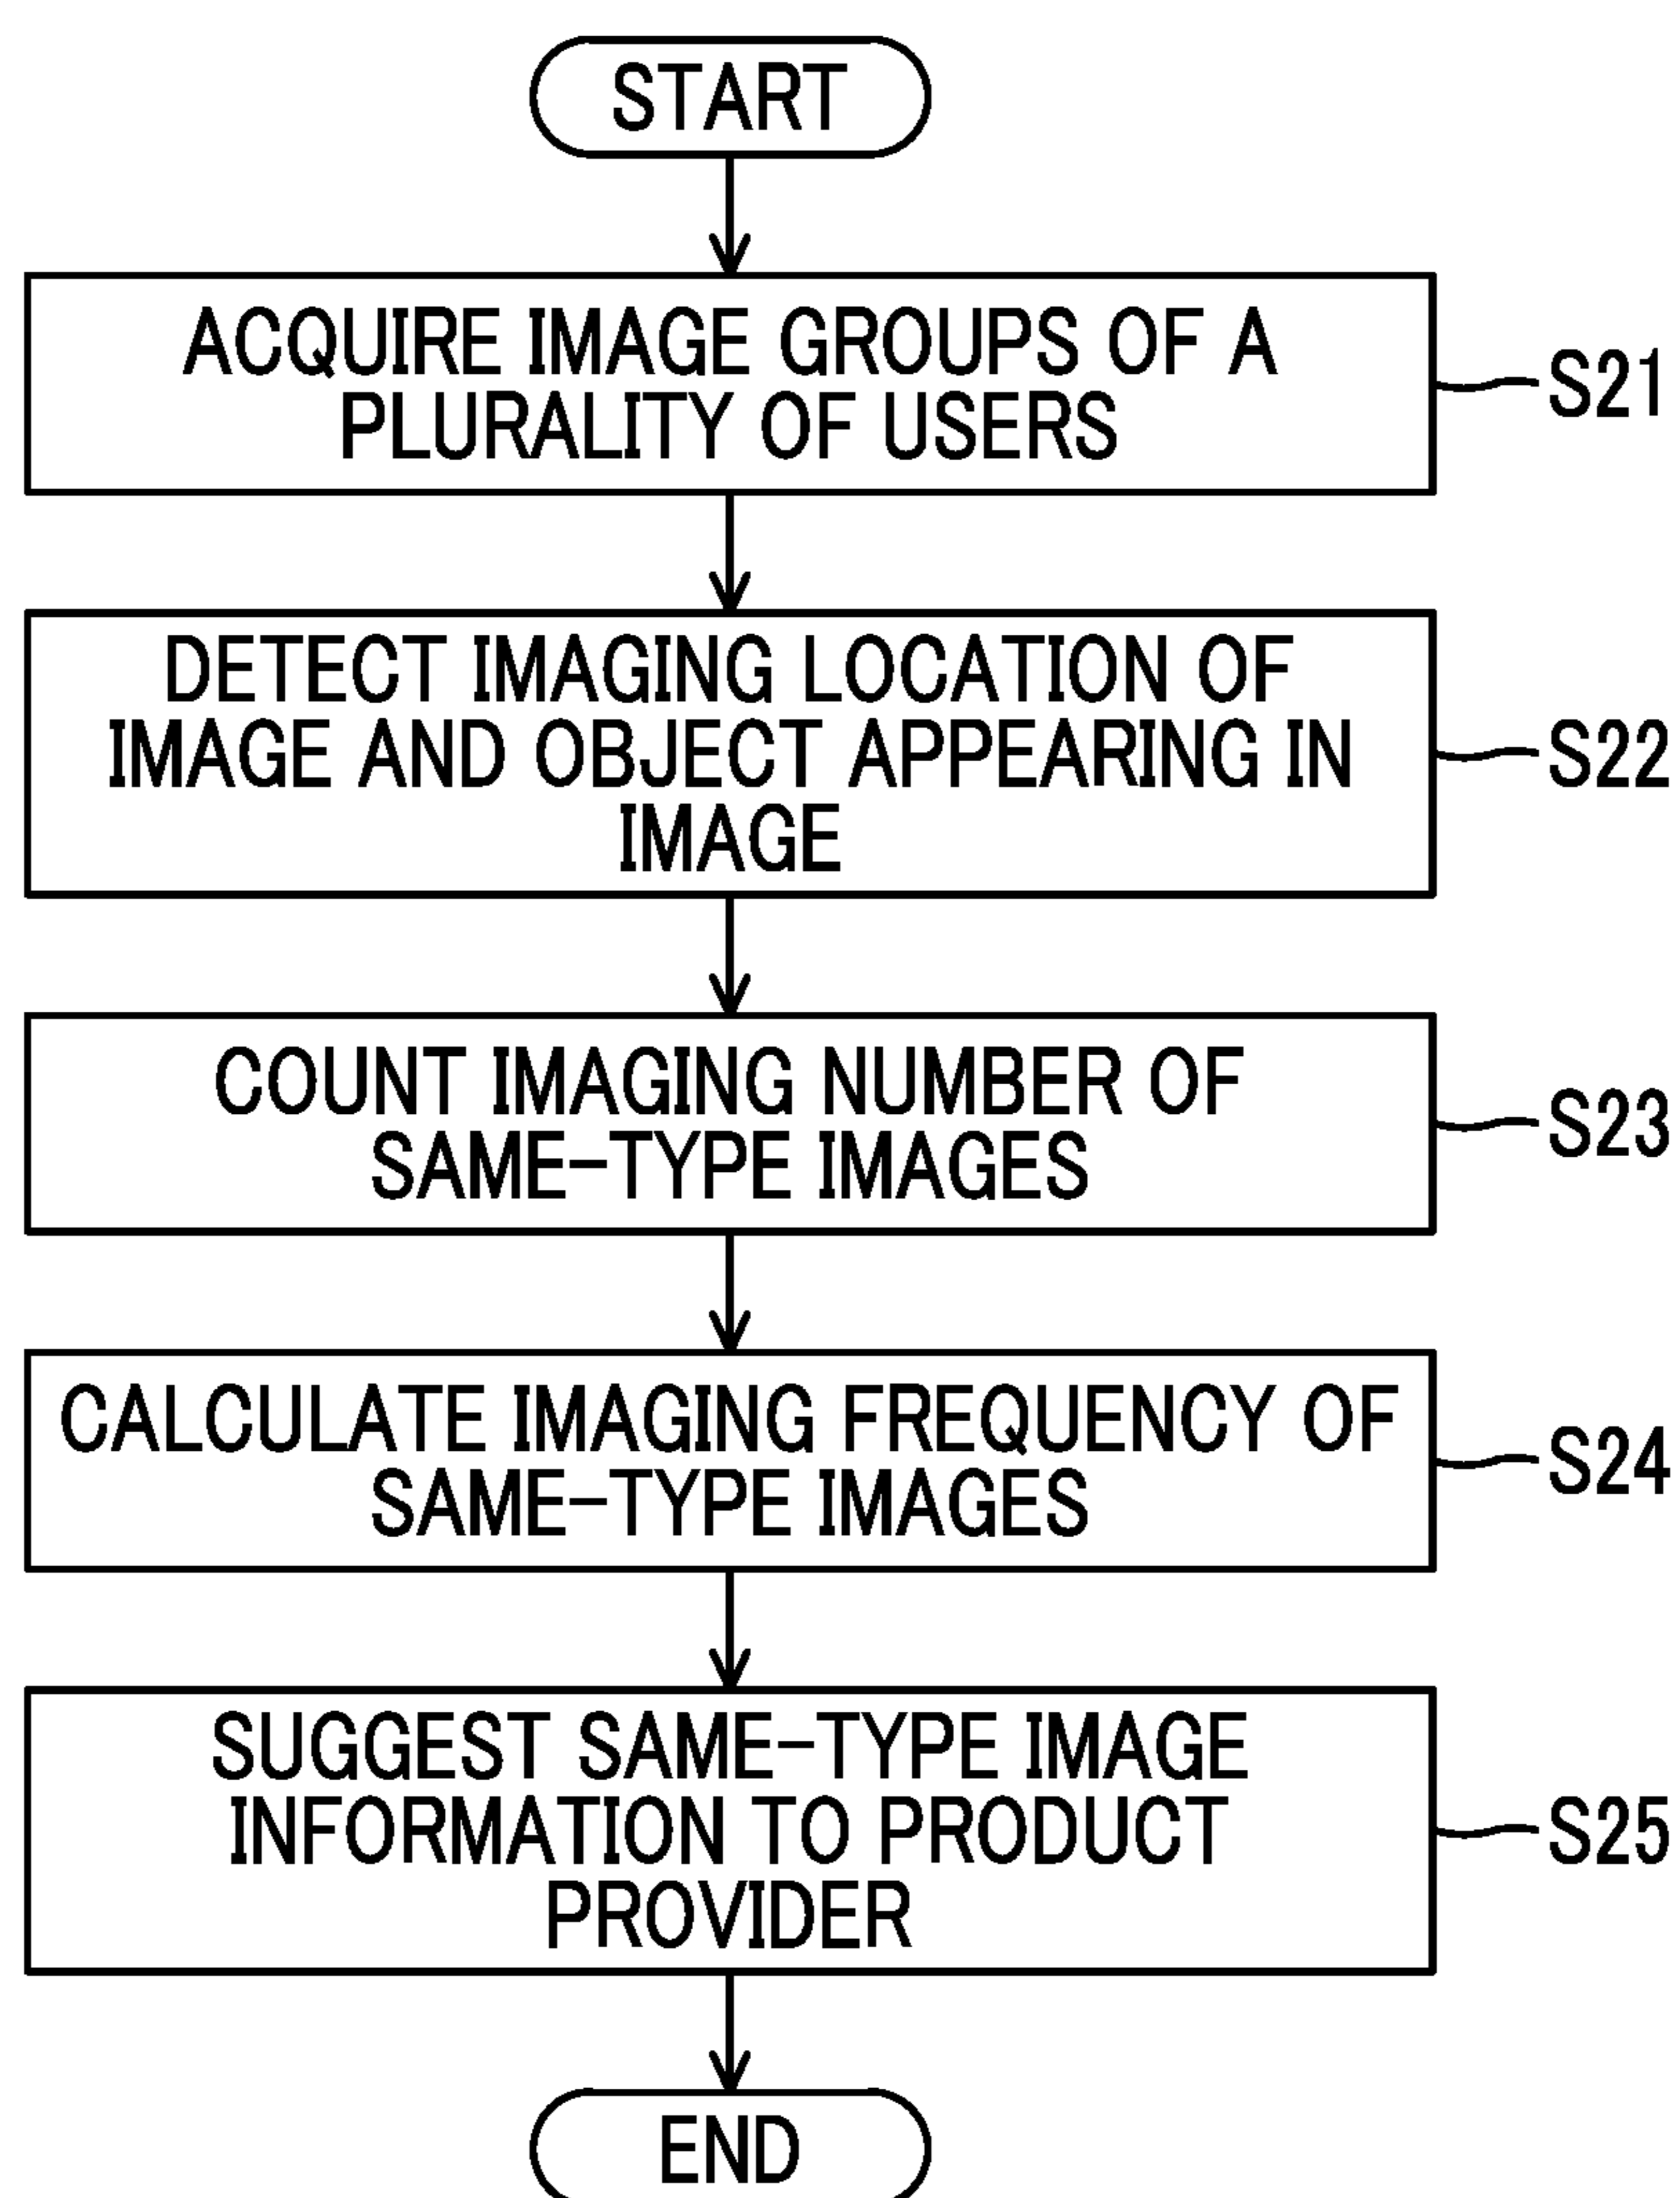 START
ACQUIRE IMAGE GROUPS OF A
PLURALITY OF USERS
S21
DETECT IMAGING LOCATION OF
IMAGE AND OBJECT APPEARING IN
IMAGE
S22
COUNT IMAGING NUMBER OF
SAME-TYPE IMAGES
S23
CALCULATE IMAGING FREQUENCY OF
SAME-TYPE IMAGES
S24
SUGGEST SAME-TYPE IMAGE
INFORMATION TO PRODUCT
PROVIDER
S25
END